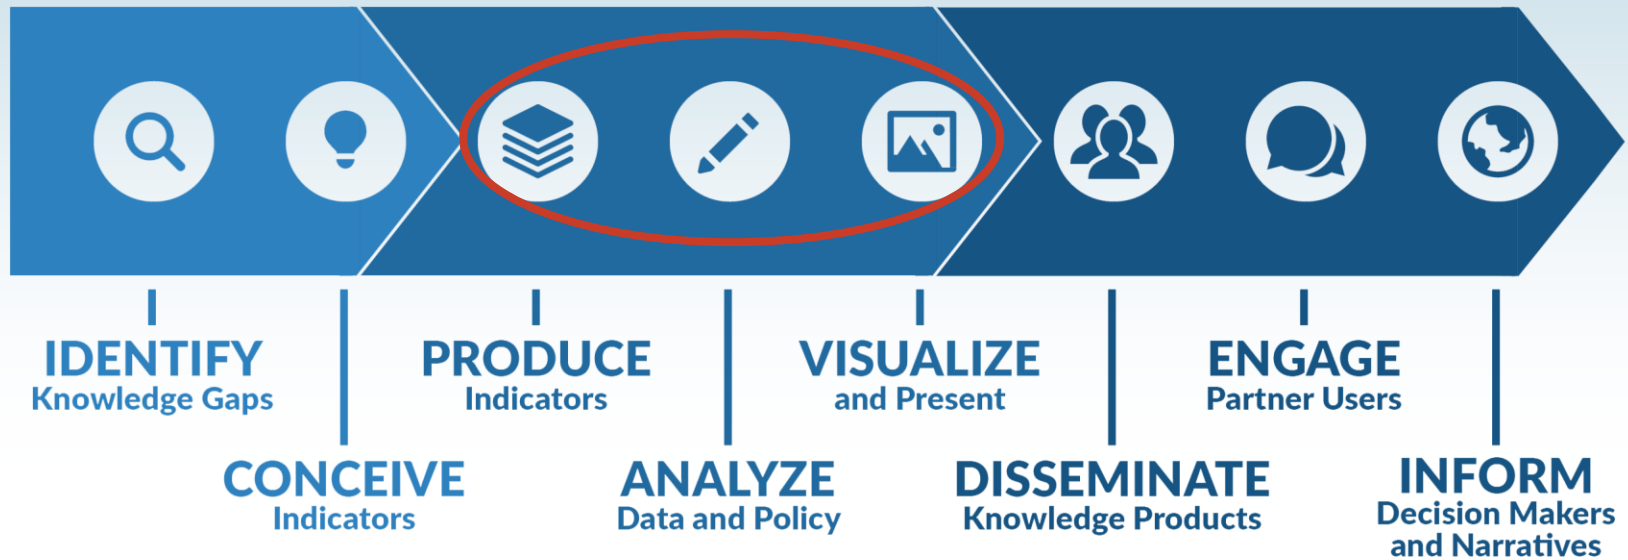 IDENTIFY
Knowledge Gaps
CONCEIVE
Indicators
PRODUCE
Indicators
ANALYZE
Data and Policy
VISUALIZE
and Present
DISSEMINATE
Knowledge Products
ENGAGE
Partner Users
INFORM
Decision Makers
and Narratives